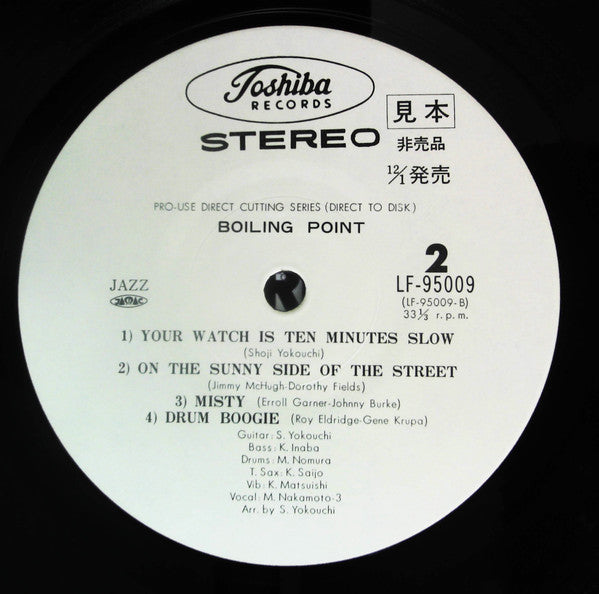 Toshiba
RECORDS
STEREO
見本
非売品
12/1発売
PRO-USE DIRECT CUTTING SERIES (DIRECT TO DISK)
BOILING POINT
2
JAZZ
JASRAC
LF-95009
(LF-95009-B)
33⅓ r.p.m.
1) YOUR WATCH IS TEN MINUTES SLOW
(Shoji Yokouchi)
2) ON THE SUNNY SIDE OF THE STREET
(Jimmy McHugh-Dorothy Fields)
3) MISTY (Erroll Garner-Johnny Burke)
4) DRUM BOOGIE (Roy Eldridge-Gene Krupa)
Guitar: S. Yokouchi
Bass: K. Inaba
Drums: M. Nomura
T. Sax: K. Saijo
Vib: K. Matsuishi
Vocal: M. Nakamoto-3
Arr. by S. Yokouchi